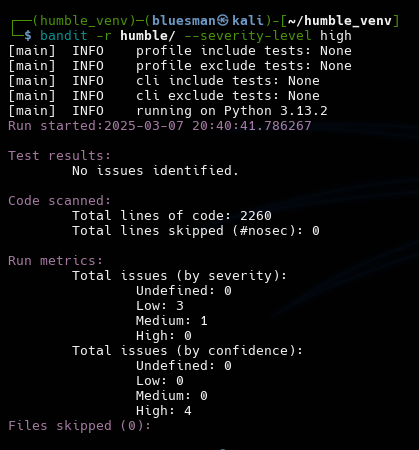 ┌──(humble_venv)─(bluesman㉿kali)-[~/humble_venv]
└─$ bandit -r humble/ --severity-level high
[main]  INFO    profile include tests: None
[main]  INFO    profile exclude tests: None
[main]  INFO    cli include tests: None
[main]  INFO    cli exclude tests: None
[main]  INFO    running on Python 3.13.2
Run started:2025-03-07 20:40:41.786267

Test results:
        No issues identified.

Code scanned:
        Total lines of code: 2260
        Total lines skipped (#nosec): 0

Run metrics:
        Total issues (by severity):
                Undefined: 0
                Low: 3
                Medium: 1
                High: 0
        Total issues (by confidence):
                Undefined: 0
                Low: 0
                Medium: 0
                High: 4
Files skipped (0):